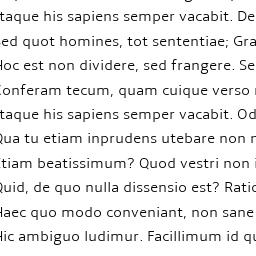 Itaque his sapiens semper vacabit. De
Sed quot homines, tot sententiae; Gra
Hoc est non dividere, sed frangere. Se
Conferam tecum, quam cuique verso
Itaque his sapiens semper vacabit. Od
Qua tu etiam inprudens utebare non
Etiam beatissimum? Quod vestri non
Quid, de quo nulla dissensio est? Ratio
Haec quo modo conveniant, non sane
Hic ambiguo ludimur. Facillimum id qu